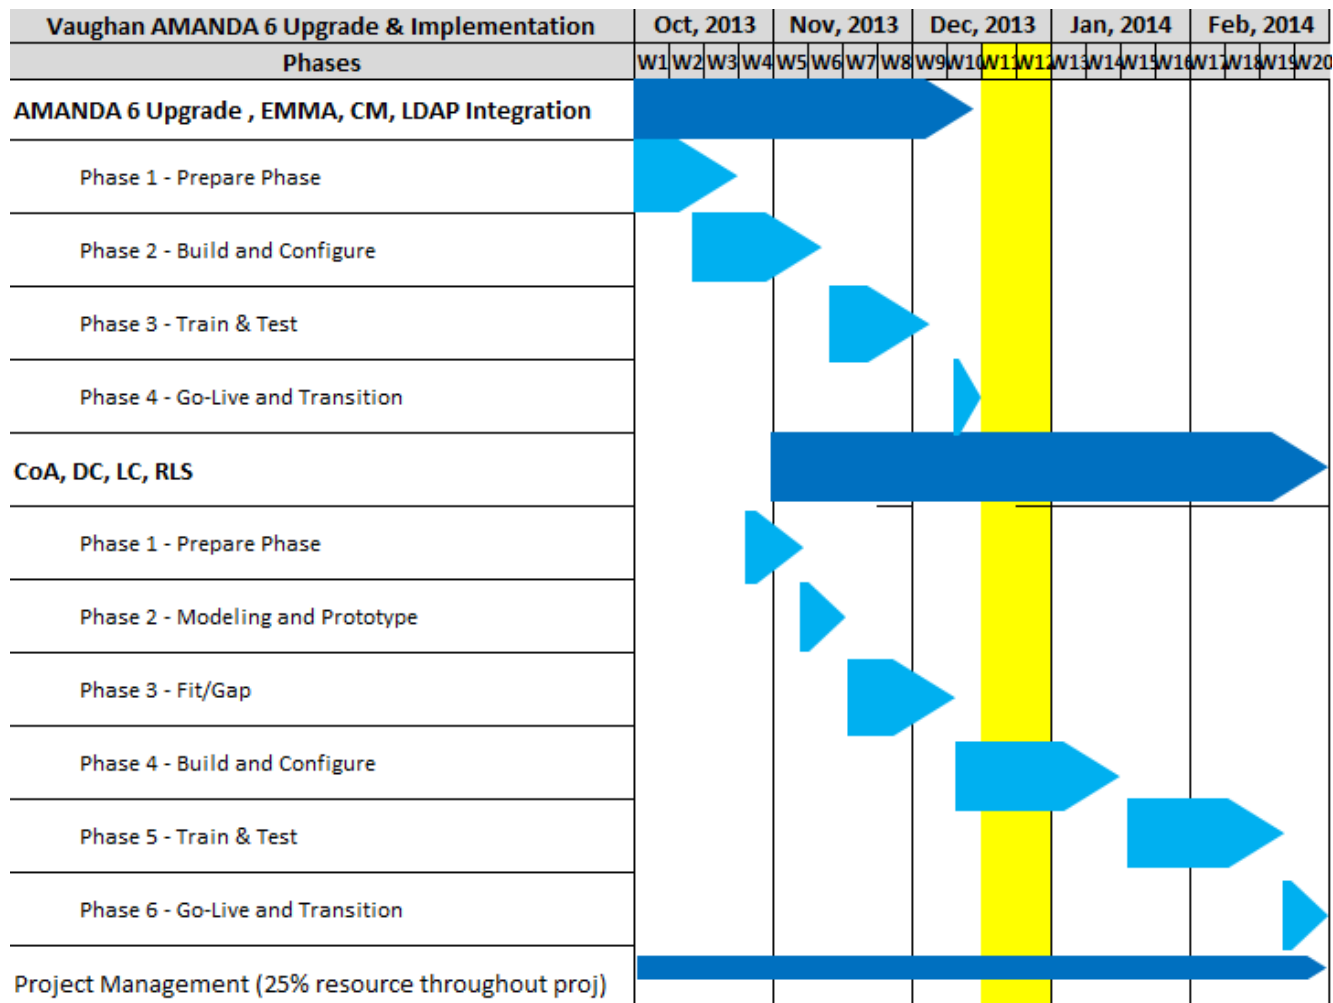 Vaughan AMANDA 6 Upgrade & Implementation Oct, 2013 Nov, 2013 Dec, 2013 Jan, 2014 Feb, 2014
Phases W1 W2 W3 W4 W5 W6 W7 W8 W9 W10 W11 W12 W13 W14 W15 W16 W17 W18 W19 W20
AMANDA 6 Upgrade , EMMA, CM, LDAP Integration
Phase 1 - Prepare Phase
Phase 2 - Build and Configure
Phase 3 - Train & Test
Phase 4 - Go-Live and Transition
CoA, DC, LC, RLS
Phase 1 - Prepare Phase
Phase 2 - Modeling and Prototype
Phase 3 - Fit/Gap
Phase 4 - Build and Configure
Phase 5 - Train & Test
Phase 6 - Go-Live and Transition
Project Management (25% resource throughout proj)